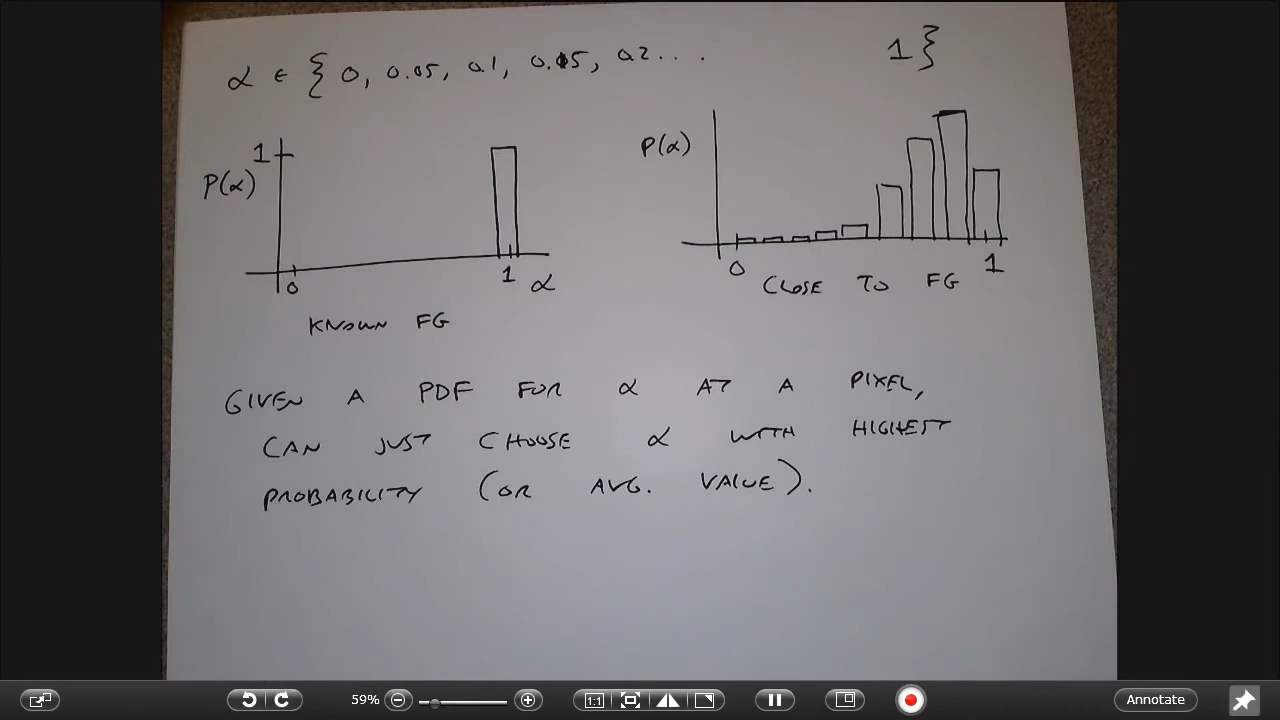 α ∈ { 0, 0.05, 0.1, 0.15, 0.2 . . . 1 }
1
P(α)
0 1 α
KNOWN FG
P(α)
0 1
CLOSE TO FG
GIVEN A PDF FOR α AT A PIXEL,
CAN JUST CHOOSE α WITH HIGHEST
PROBABILITY (OR AVG. VALUE).
59% 1:1 Annotate